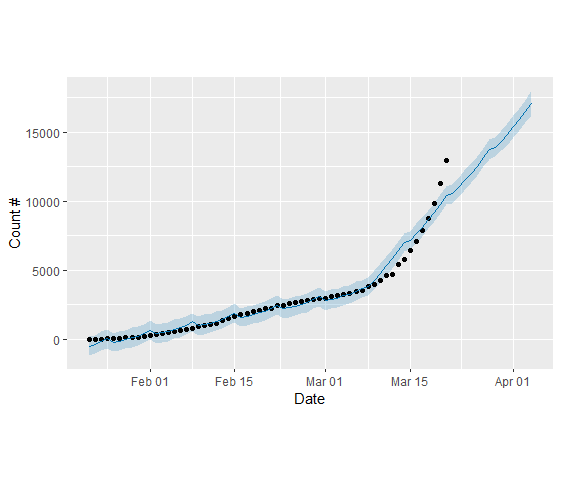 15000
10000
5000
0
Count #
Feb 01
Feb 15
Mar 01
Mar 15
Apr 01
Date